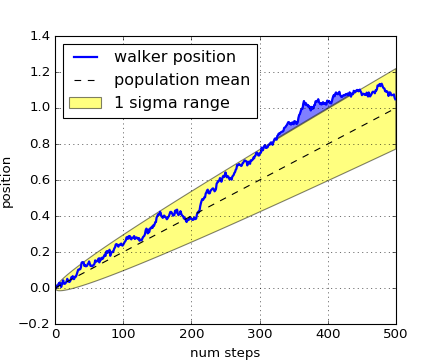 1.4
1.2
1.0
0.8
0.6
0.4
0.2
0.0
−0.2
position
walker position
population mean
1 sigma range
0 100 200 300 400 500
num steps